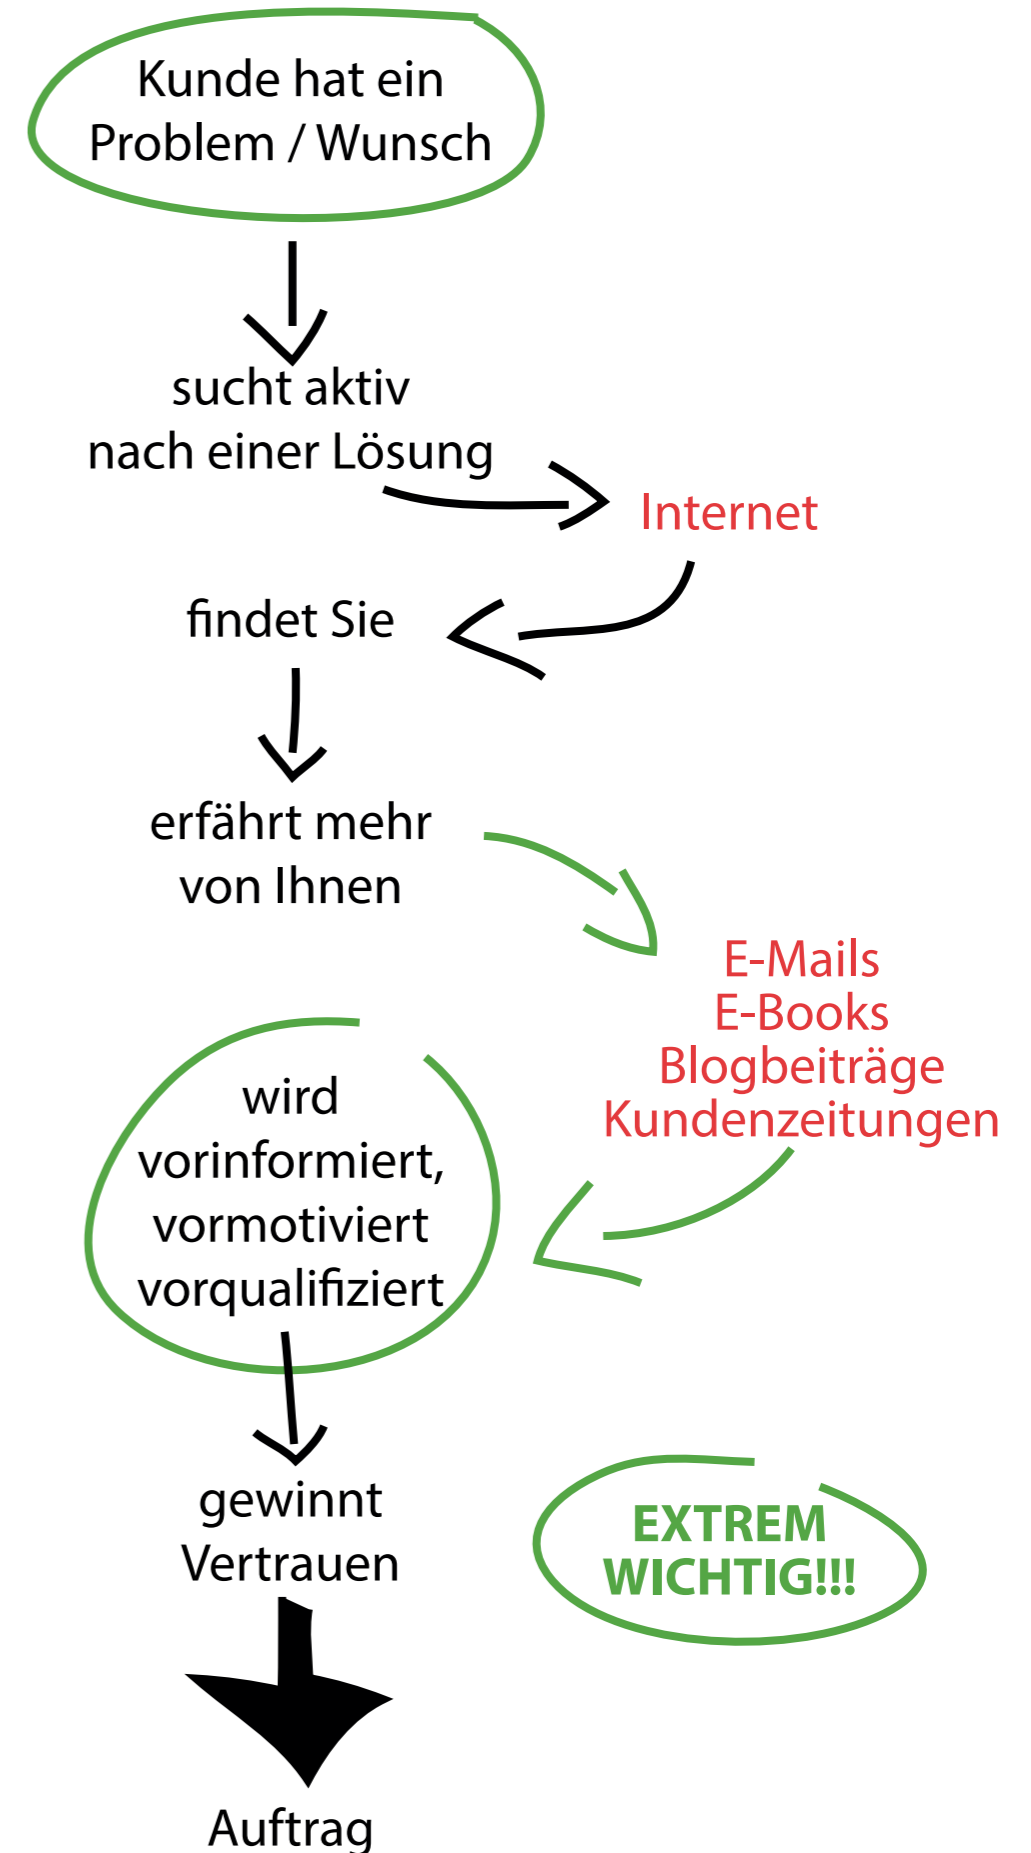 Kunde hat ein
Problem / Wunsch
sucht aktiv
nach einer Lösung
Internet
findet Sie
erfährt mehr
von Ihnen
E-Mails
E-Books
Blogbeiträge
Kundenzeitungen
wird
vorinformiert,
vormotiviert
vorqualifiziert
gewinnt
Vertrauen
EXTREM
WICHTIG!!!
Auftrag